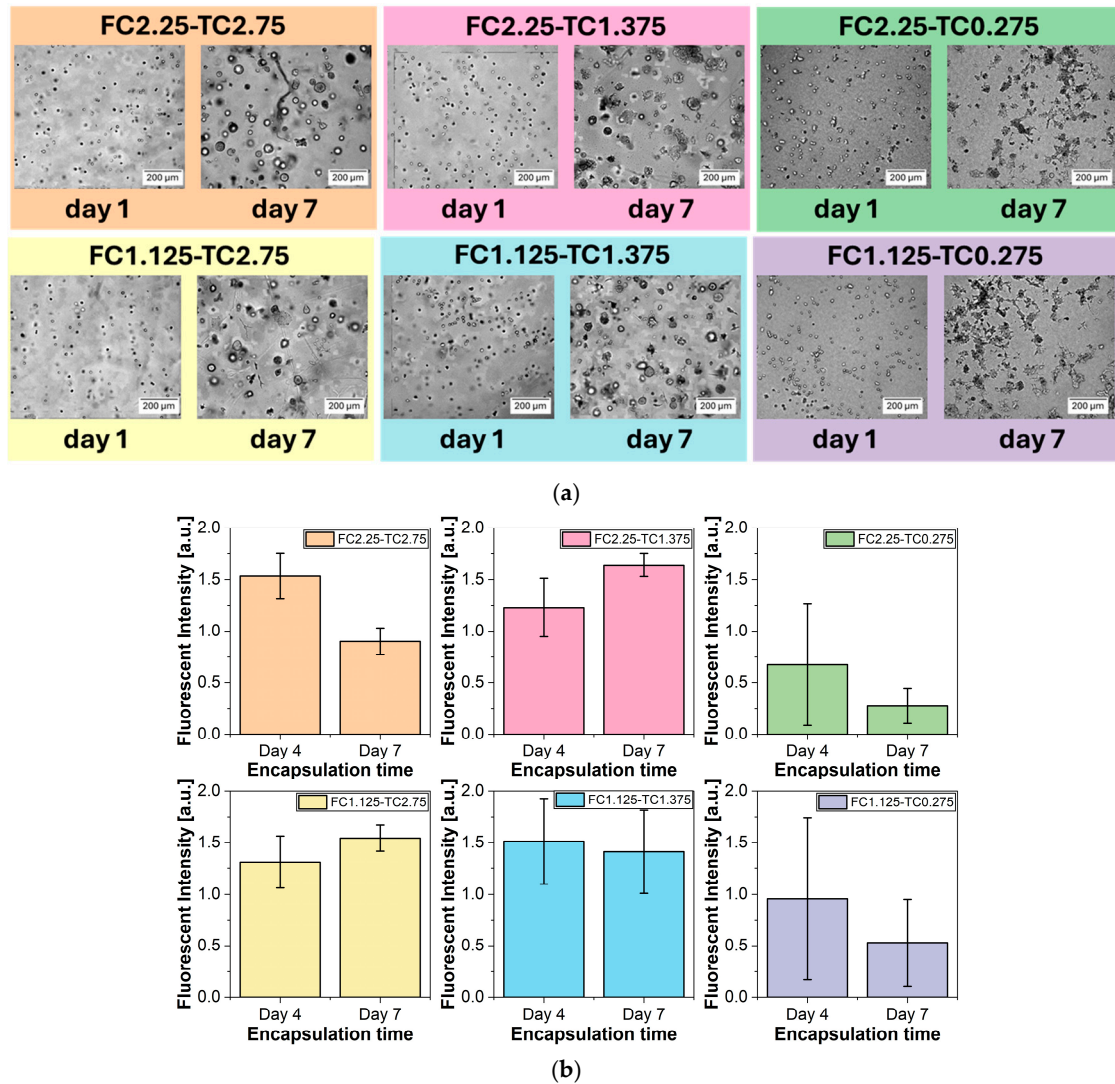 FC2.25-TC2.75
FC2.25-TC1.375
FC2.25-TC0.275
200 µm
200 µm
200 µm
200 µm
200 µm
200 µm
day 1
day 7
day 1
day 7
day 1
day 7
FC1.125-TC2.75
FC1.125-TC1.375
FC1.125-TC0.275
200 µm
200 µm
200 µm
200 µm
200 µm
200 µm
day 1
day 7
day 1
day 7
day 1
day 7
(a)
Fluorescent Intensity [a.u.]
2.0
1.5
1.0
0.5
0.0
FC2.25-TC2.75
Day 4
Day 7
Encapsulation time
Fluorescent Intensity [a.u.]
2.0
1.5
1.0
0.5
0.0
FC2.25-TC1.375
Day 4
Day 7
Encapsulation time
Fluorescent Intensity [a.u.]
2.0
1.5
1.0
0.5
0.0
FC2.25-TC0.275
Day 4
Day 7
Encapsulation time
Fluorescent Intensity [a.u.]
2.0
1.5
1.0
0.5
0.0
FC1.125-TC2.75
Day 4
Day 7
Encapsulation time
Fluorescent Intensity [a.u.]
2.0
1.5
1.0
0.5
0.0
FC1.125-TC1.375
Day 4
Day 7
Encapsulation time
Fluorescent Intensity [a.u.]
2.0
1.5
1.0
0.5
0.0
FC1.125-TC0.275
Day 4
Day 7
Encapsulation time
(b)